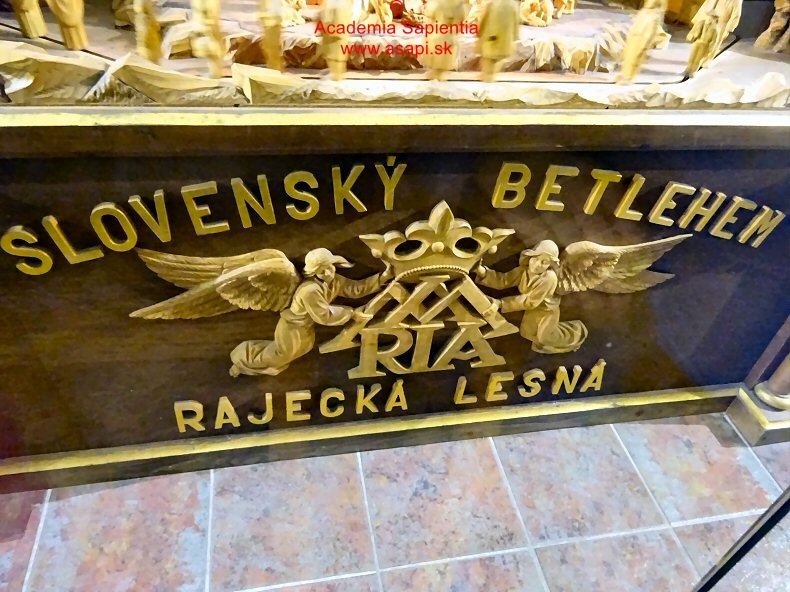 Academia Sapientia
www.asapi.sk
SLOVENSKÝ BETLEHEM
MARIA
RAJECKÁ LESNÁ